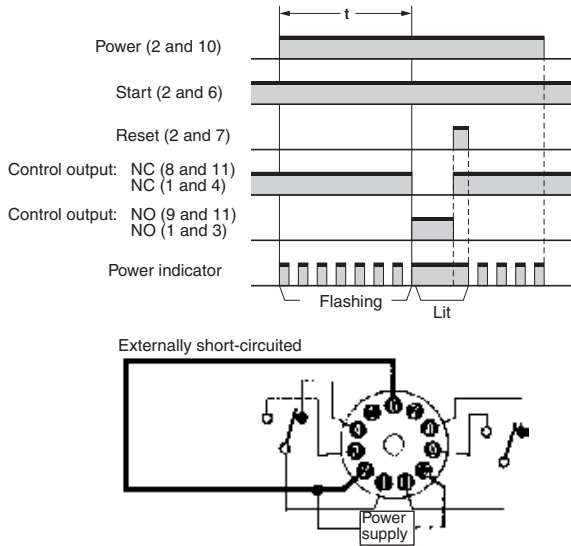 t
Power (2 and 10)
Start (2 and 6)
Reset (2 and 7)
Control output: NC (8 and 11)
NC (1 and 4)
Control output: NO (9 and 11)
NO (1 and 3)
Power indicator
Flashing
Lit
Externally short-circuited
Power
supply